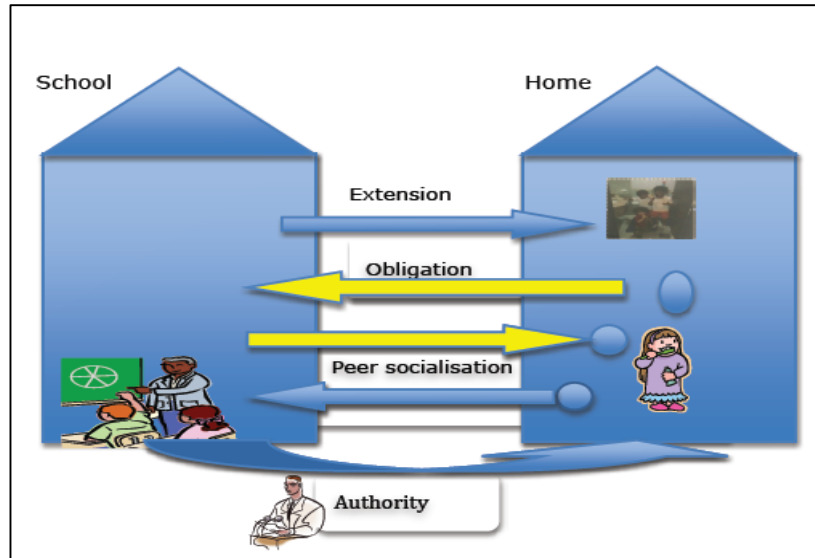 School
Home
Extension
Obligation
Peer socialisation
Authority